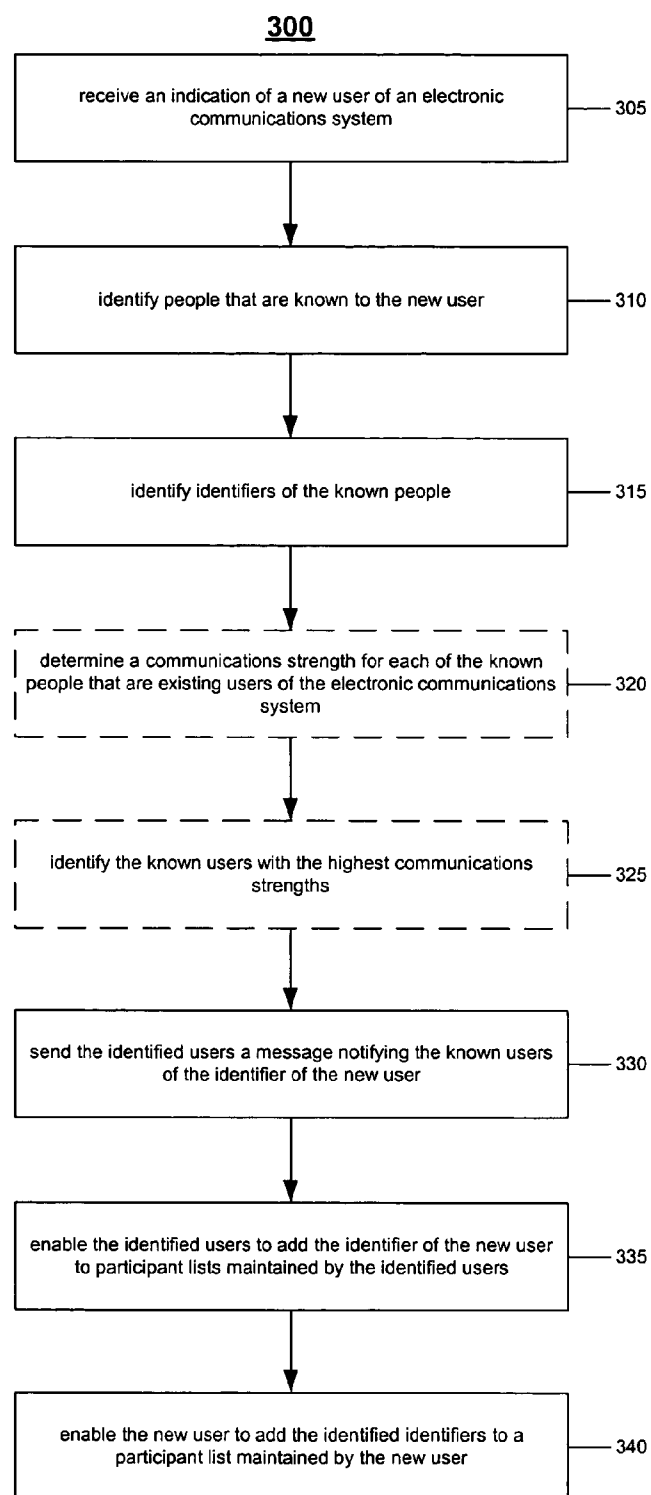 300
receive an indication of a new user of an electronic
communications system
305
identify people that are known to the new user
310
identify identifiers of the known people
315
determine a communications strength for each of the known
people that are existing users of the electronic communications
system
320
identify the known users with the highest communications
strengths
325
send the identified users a message notifying the known users
of the identifier of the new user
330
enable the identified users to add the identifier of the new user
to participant lists maintained by the identified users
335
enable the new user to add the identified identifiers to a
participant list maintained by the new user
340